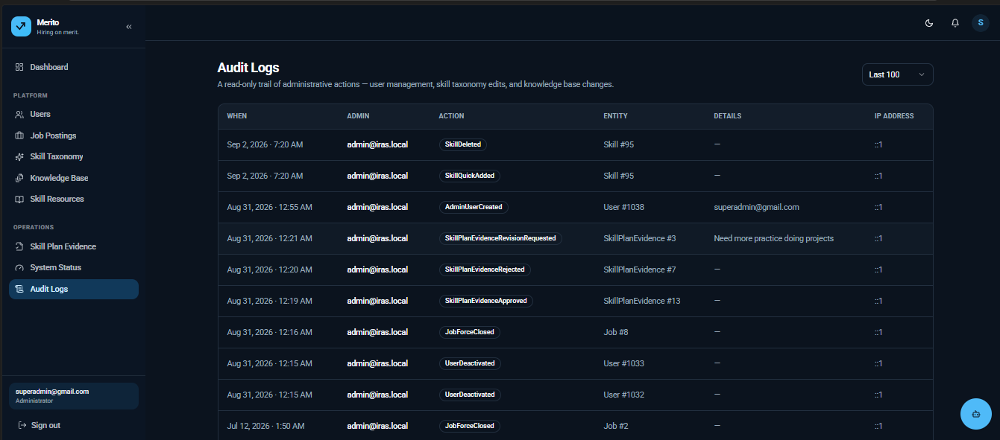 Merito
Hiring on merit.
«
S
Dashboard
PLATFORM
Users
Job Postings
Skill Taxonomy
Knowledge Base
Skill Resources
OPERATIONS
Skill Plan Evidence
System Status
Audit Logs
superadmin@gmail.com
Administrator
Sign out
Audit Logs
A read-only trail of administrative actions — user management, skill taxonomy edits, and knowledge base changes.
Last 100
WHEN ADMIN ACTION ENTITY DETAILS IP ADDRESS
Sep 2, 2026 · 7:20 AM admin@iras.local SkillDeleted Skill #95 — ::1
Sep 2, 2026 · 7:20 AM admin@iras.local SkillQuickAdded Skill #95 — ::1
Aug 31, 2026 · 12:55 AM admin@iras.local AdminUserCreated User #1038 superadmin@gmail.com ::1
Aug 31, 2026 · 12:21 AM admin@iras.local SkillPlanEvidenceRevisionRequested SkillPlanEvidence #3 Need more practice doing projects ::1
Aug 31, 2026 · 12:20 AM admin@iras.local SkillPlanEvidenceRejected SkillPlanEvidence #7 — ::1
Aug 31, 2026 · 12:19 AM admin@iras.local SkillPlanEvidenceApproved SkillPlanEvidence #13 — ::1
Aug 31, 2026 · 12:16 AM admin@iras.local JobForceClosed Job #8 — ::1
Aug 31, 2026 · 12:15 AM admin@iras.local UserDeactivated User #1033 — ::1
Aug 31, 2026 · 12:15 AM admin@iras.local UserDeactivated User #1032 — ::1
Jul 12, 2026 · 1:50 AM admin@iras.local JobForceClosed Job #2 — ::1